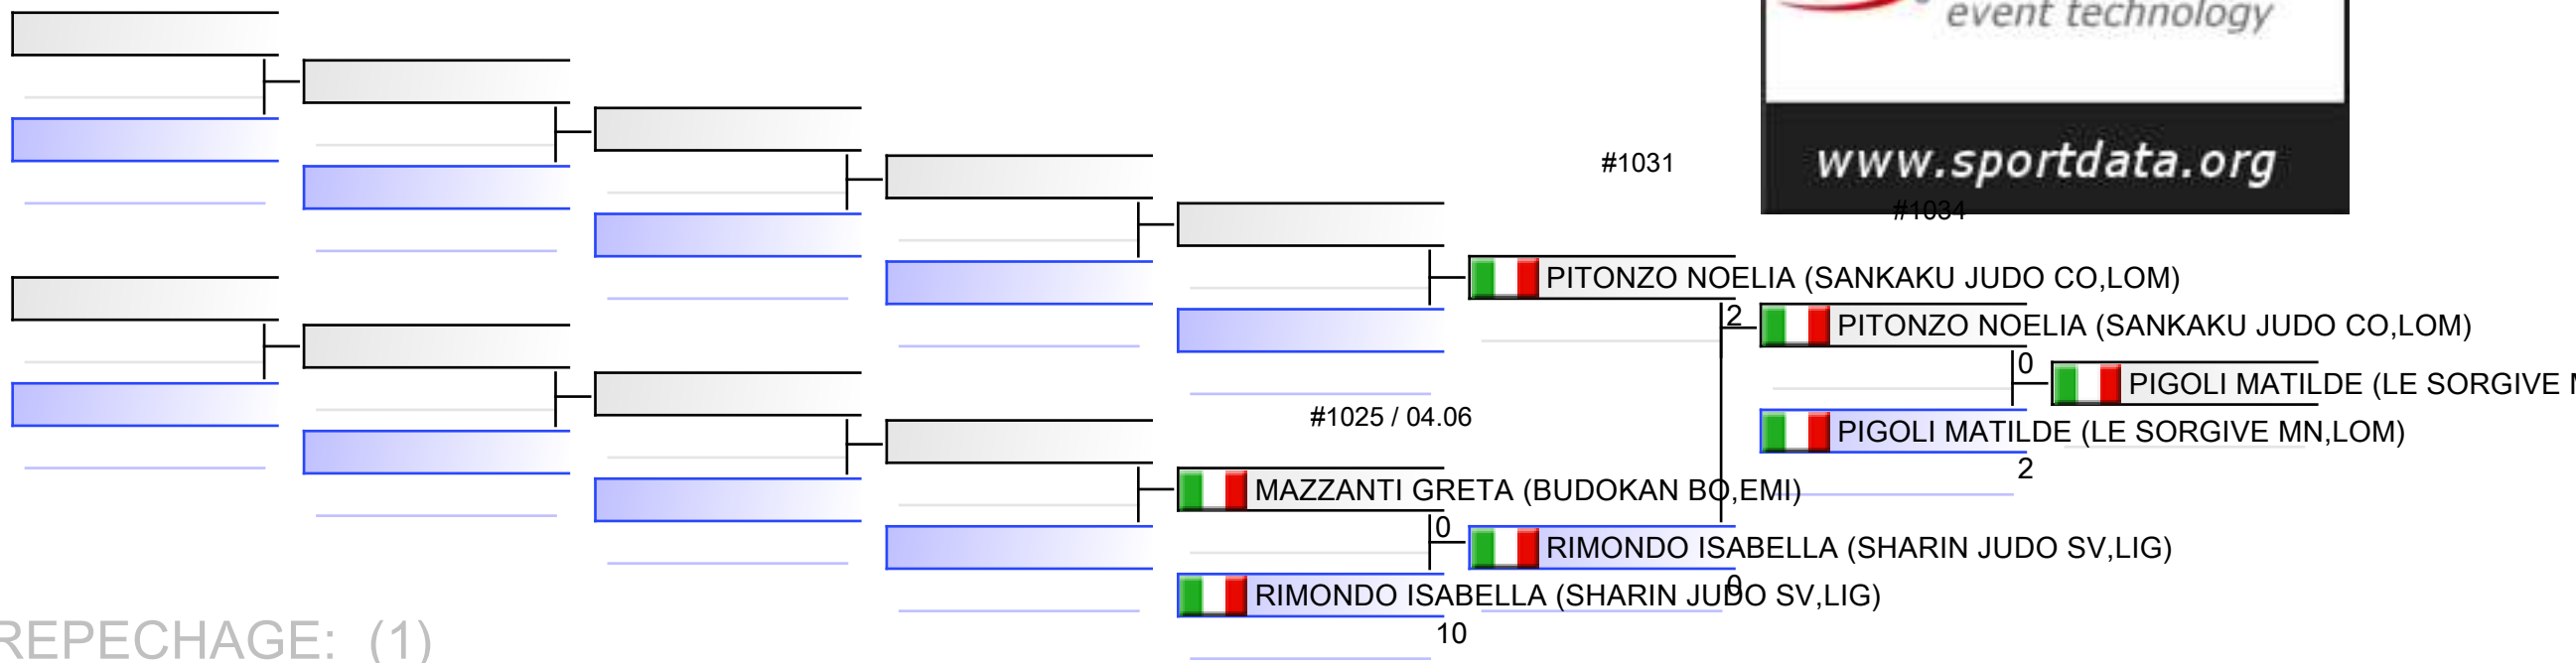 event technology
www.sportdata.org
#1031
#1034
PITONZO NOELIA (SANKAKU JUDO CO,LOM)
2
PITONZO NOELIA (SANKAKU JUDO CO,LOM)
0
PIGOLI MATILDE (LE SORGIVE
#1025 / 04.06
PIGOLI MATILDE (LE SORGIVE MN,LOM)
2
MAZZANTI GRETA (BUDOKAN BO,EMI)
0
RIMONDO ISABELLA (SHARIN JUDO SV,LIG)
0
RIMONDO ISABELLA (SHARIN JUDO SV,LIG)
10
REPECHAGE: (1)